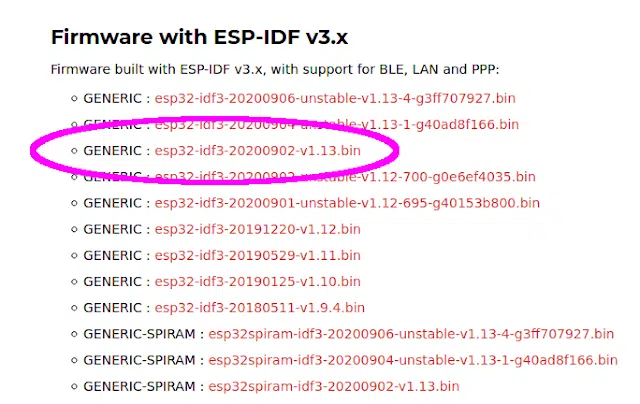 Firmware with ESP-IDF v3.x
Firmware built with ESP-IDF v3.x, with support for BLE, LAN and PPP:
GENERIC : esp32-idf3-20200906-unstable-v1.13-4-g3ff707927.bin
GENERIC : esp32-idf3-20200904-unstable-v1.13-1-g40ad8f166.bin
GENERIC : esp32-idf3-20200902-v1.13.bin
GENERIC : esp32-idf3-20200902-unstable-v1.12-700-g0e6ef4035.bin
GENERIC : esp32-idf3-20200901-unstable-v1.12-695-g40153b800.bin
GENERIC : esp32-idf3-20191220-v1.12.bin
GENERIC : esp32-idf3-20190529-v1.11.bin
GENERIC : esp32-idf3-20190125-v1.10.bin
GENERIC : esp32-idf3-20180511-v1.9.4.bin
GENERIC-SPIRAM : esp32spiram-idf3-20200906-unstable-v1.13-4-g3ff707927.bin
GENERIC-SPIRAM : esp32spiram-idf3-20200904-unstable-v1.13-1-g40ad8f166.bin
GENERIC-SPIRAM : esp32spiram-idf3-20200902-v1.13.bin